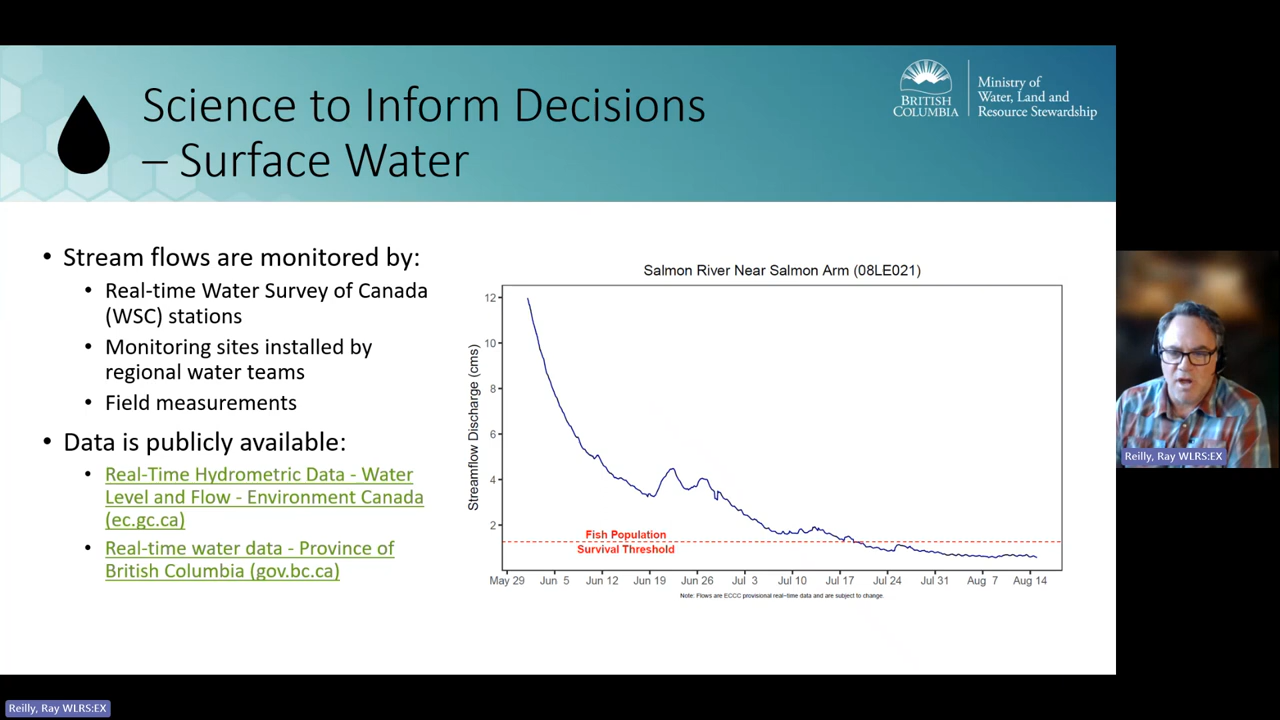 Science to Inform Decisions
– Surface Water
BRITISH
COLUMBIA
Ministry of
Water, Land and
Resource Stewardship
• Stream flows are monitored by:
• Real-time Water Survey of Canada
(WSC) stations
• Monitoring sites installed by
regional water teams
• Field measurements
• Data is publicly available:
• Real-Time Hydrometric Data - Water
Level and Flow - Environment Canada
(ec.gc.ca)
• Real-time water data - Province of
British Columbia (gov.bc.ca)
Salmon River Near Salmon Arm (08LE021)
Streamflow Discharge (cms)
12
10
8
6
4
2
Fish Population
Survival Threshold
May 29 Jun 5 Jun 12 Jun 19 Jun 26 Jul 3 Jul 10 Jul 17 Jul 24 Jul 31 Aug 7 Aug 14
Note: Flows are ECCC provisional real-time data and are subject to change.
Reilly, Ray WLRS:EX
Reilly, Ray WLRS:EX